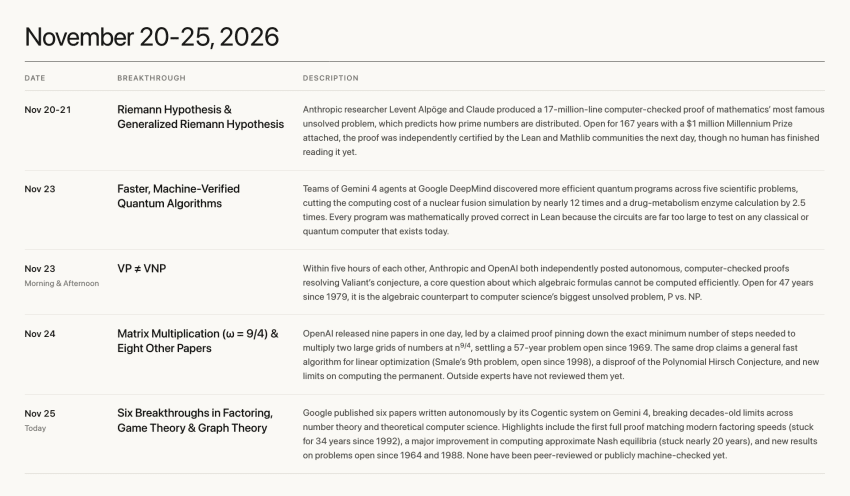 November 20-25, 2026
DATE
BREAKTHROUGH
DESCRIPTION
Nov 20-21
Riemann Hypothesis &
Generalized Riemann Hypothesis
Anthropic researcher Levent Alpöge and Claude produced a 17-million-line computer-checked proof of mathematics' most famous
unsolved problem, which predicts how prime numbers are distributed. Open for 167 years with a $1 million Millennium Prize
attached, the proof was independently certified by the Lean and Mathlib communities the next day, though no human has finished
reading it yet.
Nov 23
Faster, Machine-Verified
Quantum Algorithms
Teams of Gemini 4 agents at Google DeepMind discovered more efficient quantum programs across five scientific problems,
cutting the computing cost of a nuclear fusion simulation by nearly 12 times and a drug-metabolism enzyme calculation by 2.5
times. Every program was mathematically proved correct in Lean because the circuits are far too large to test on any classical or
quantum computer that exists today.
Nov 23
Morning & Afternoon
VP ≠ VNP
Within five hours of each other, Anthropic and OpenAI both independently posted autonomous, computer-checked proofs
resolving Valiant's conjecture, a core question about which algebraic formulas cannot be computed efficiently. Open for 47 years
since 1979, it is the algebraic counterpart to computer science's biggest unsolved problem, P vs. NP.
Nov 24
Matrix Multiplication (ω = 9/4) &
Eight Other Papers
OpenAI released nine papers in one day, led by a claimed proof pinning down the exact minimum number of steps needed to
multiply two large grids of numbers at n^9/4, settling a 57-year problem open since 1969. The same drop claims a general fast
algorithm for linear optimization (Smale's 9th problem, open since 1998), a disproof of the Polynomial Hirsch Conjecture, and new
limits on computing the permanent. Outside experts have not reviewed them yet.
Nov 25
Today
Six Breakthroughs in Factoring,
Game Theory & Graph Theory
Google published six papers written autonomously by its Cogentic system on Gemini 4, breaking decades-old limits across
number theory and theoretical computer science. Highlights include the first full proof matching modern factoring speeds (stuck
for 34 years since 1992), a major improvement in computing approximate Nash equilibria (stuck nearly 20 years), and new results
on problems open since 1964 and 1988. None have been peer-reviewed or publicly machine-checked yet.